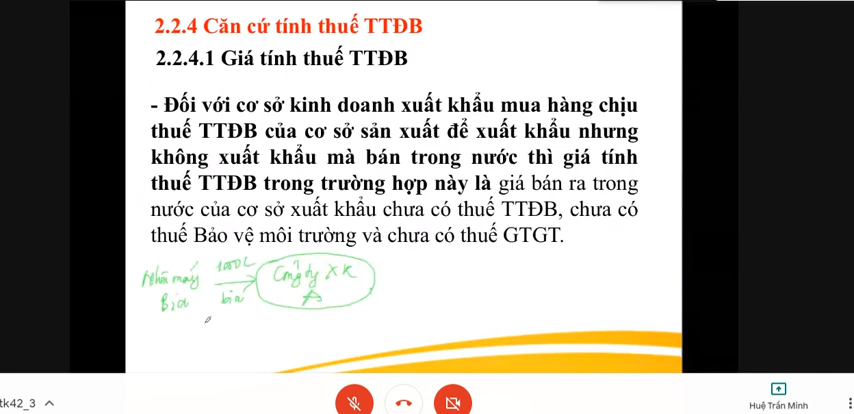 2.2.4 Căn cứ tính thuế TTĐB
2.2.4.1 Giá tính thuế TTĐB
- Đối với cơ sở kinh doanh xuất khẩu mua hàng chịu
thuế TTĐB của cơ sở sản xuất để xuất khẩu nhưng
không xuất khẩu mà bán trong nước thì giá tính
thuế TTĐB trong trường hợp này là giá bán ra trong
nước của cơ sở xuất khẩu chưa có thuế TTĐB, chưa có
thuế Bảo vệ môi trường và chưa có thuế GTGT.
Nhà máy
Bia
1000L
bia
Công ty XK
A
tk42_3
Huệ Trần Minh